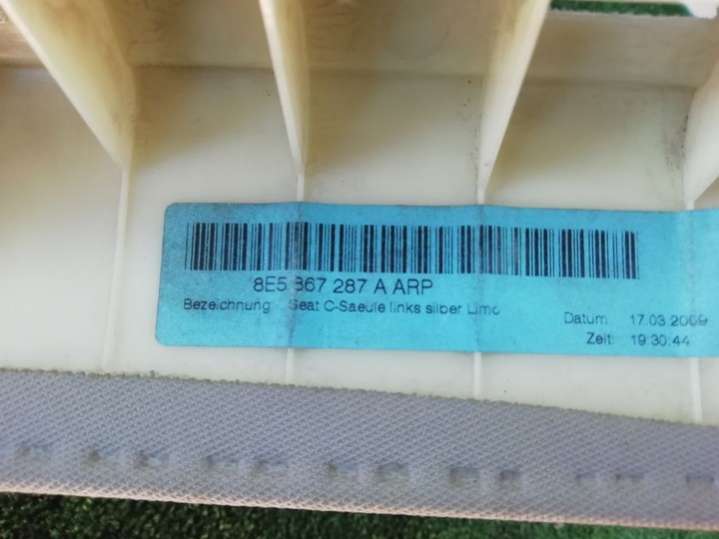 8E5 867 287 A ARP
Bezeichnung Seat C-Saeule links silber Limo
Datum 17.03.2009
Zeit: 19:30:44